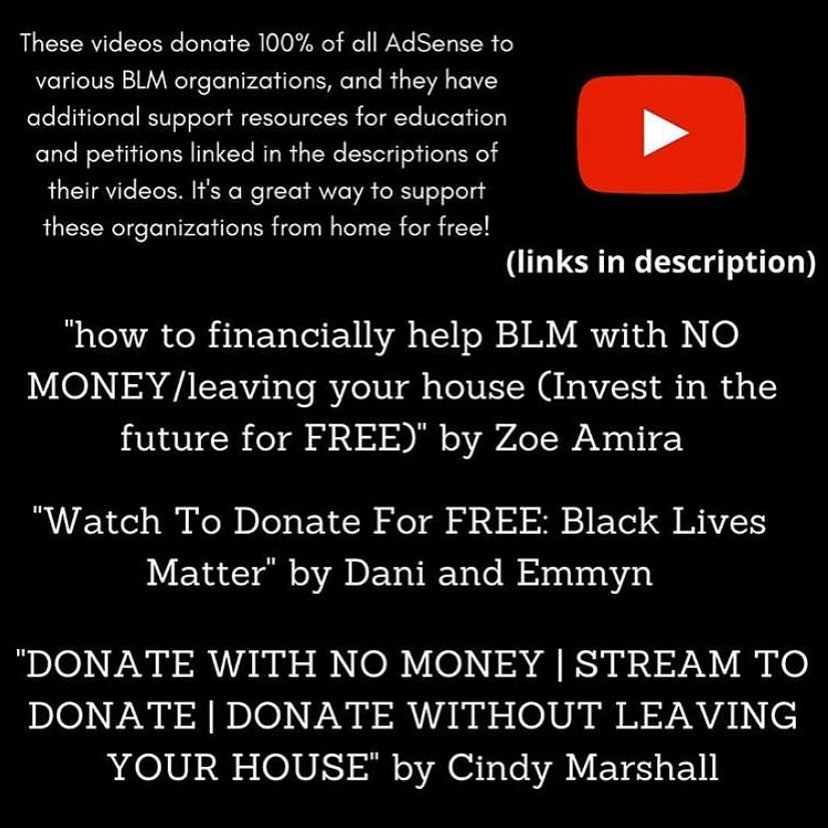 These videos donate 100% of all AdSense to
various BLM organizations, and they have
additional support resources for education
and petitions linked in the descriptions of
their videos. It's a great way to support
these organizations from home for free!
(links in description)
"how to financially help BLM with NO
MONEY/leaving your house (Invest in the
future for FREE)" by Zoe Amira
"Watch To Donate For FREE: Black Lives
Matter" by Dani and Emmyn
"DONATE WITH NO MONEY | STREAM TO
DONATE | DONATE WITHOUT LEAVING
YOUR HOUSE" by Cindy Marshall